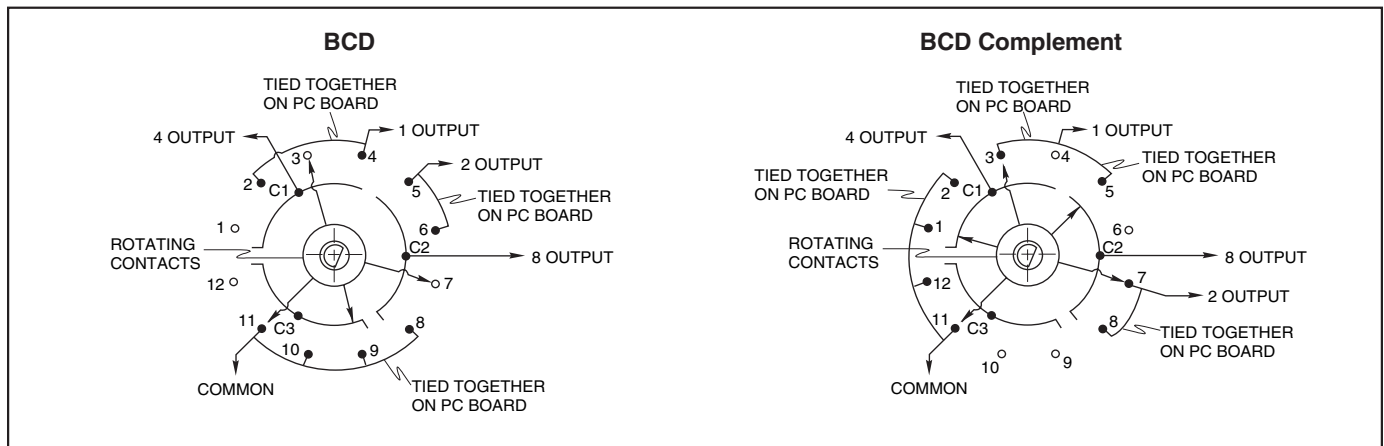 BCD
TIED TOGETHER
ON PC BOARD
4 OUTPUT
1 OUTPUT
3
4
2 OUTPUT
2
C1
5
TIED TOGETHER
ON PC BOARD
1
6
ROTATING
CONTACTS
C2
8 OUTPUT
12
7
11
C3
8
10
9
COMMON
TIED TOGETHER
ON PC BOARD
BCD Complement
TIED TOGETHER
ON PC BOARD
4 OUTPUT
1 OUTPUT
3
4
TIED TOGETHER
ON PC BOARD
TIED TOGETHER
ON PC BOARD
2
C1
5
1
6
ROTATING
CONTACTS
C2
8 OUTPUT
12
7
2 OUTPUT
11
C3
8
TIED TOGETHER
ON PC BOARD
10
9
COMMON